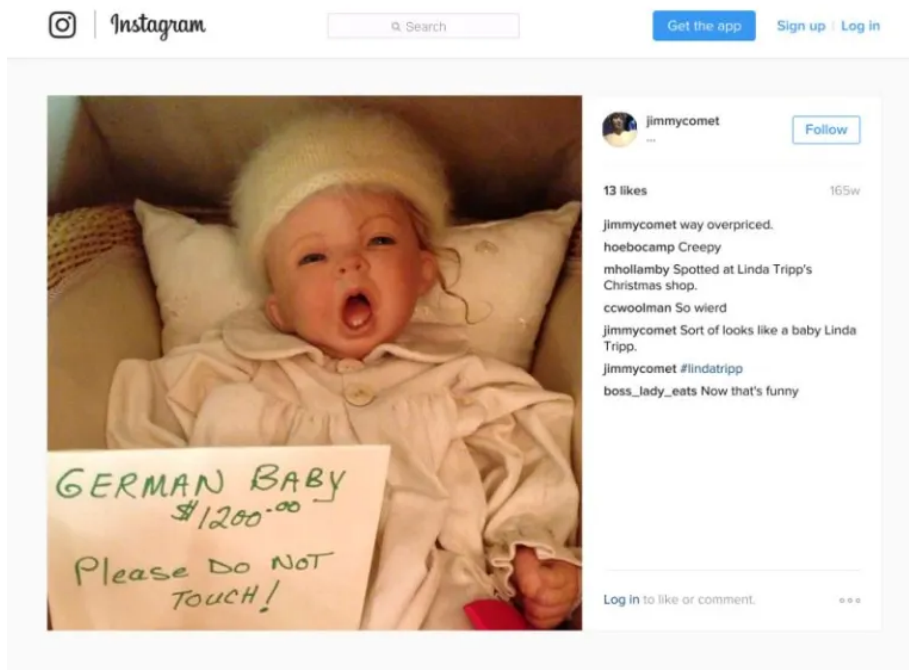 Instagram
Search
Get the app
Sign up
Log in
jimmycomet
...
Follow
13 likes
165w
jimmycomet way overpriced.
hoebocamp Creepy
mhollamby Spotted at Linda Tripp's
Christmas shop.
ccwoolman So wierd
jimmycomet Sort of looks like a baby Linda
Tripp.
jimmycomet #lindatripp
boss_lady_eats Now that's funny
GERMAN BABY
$1200.00
Please Do NOT
TOUCH!
Log in to like or comment.